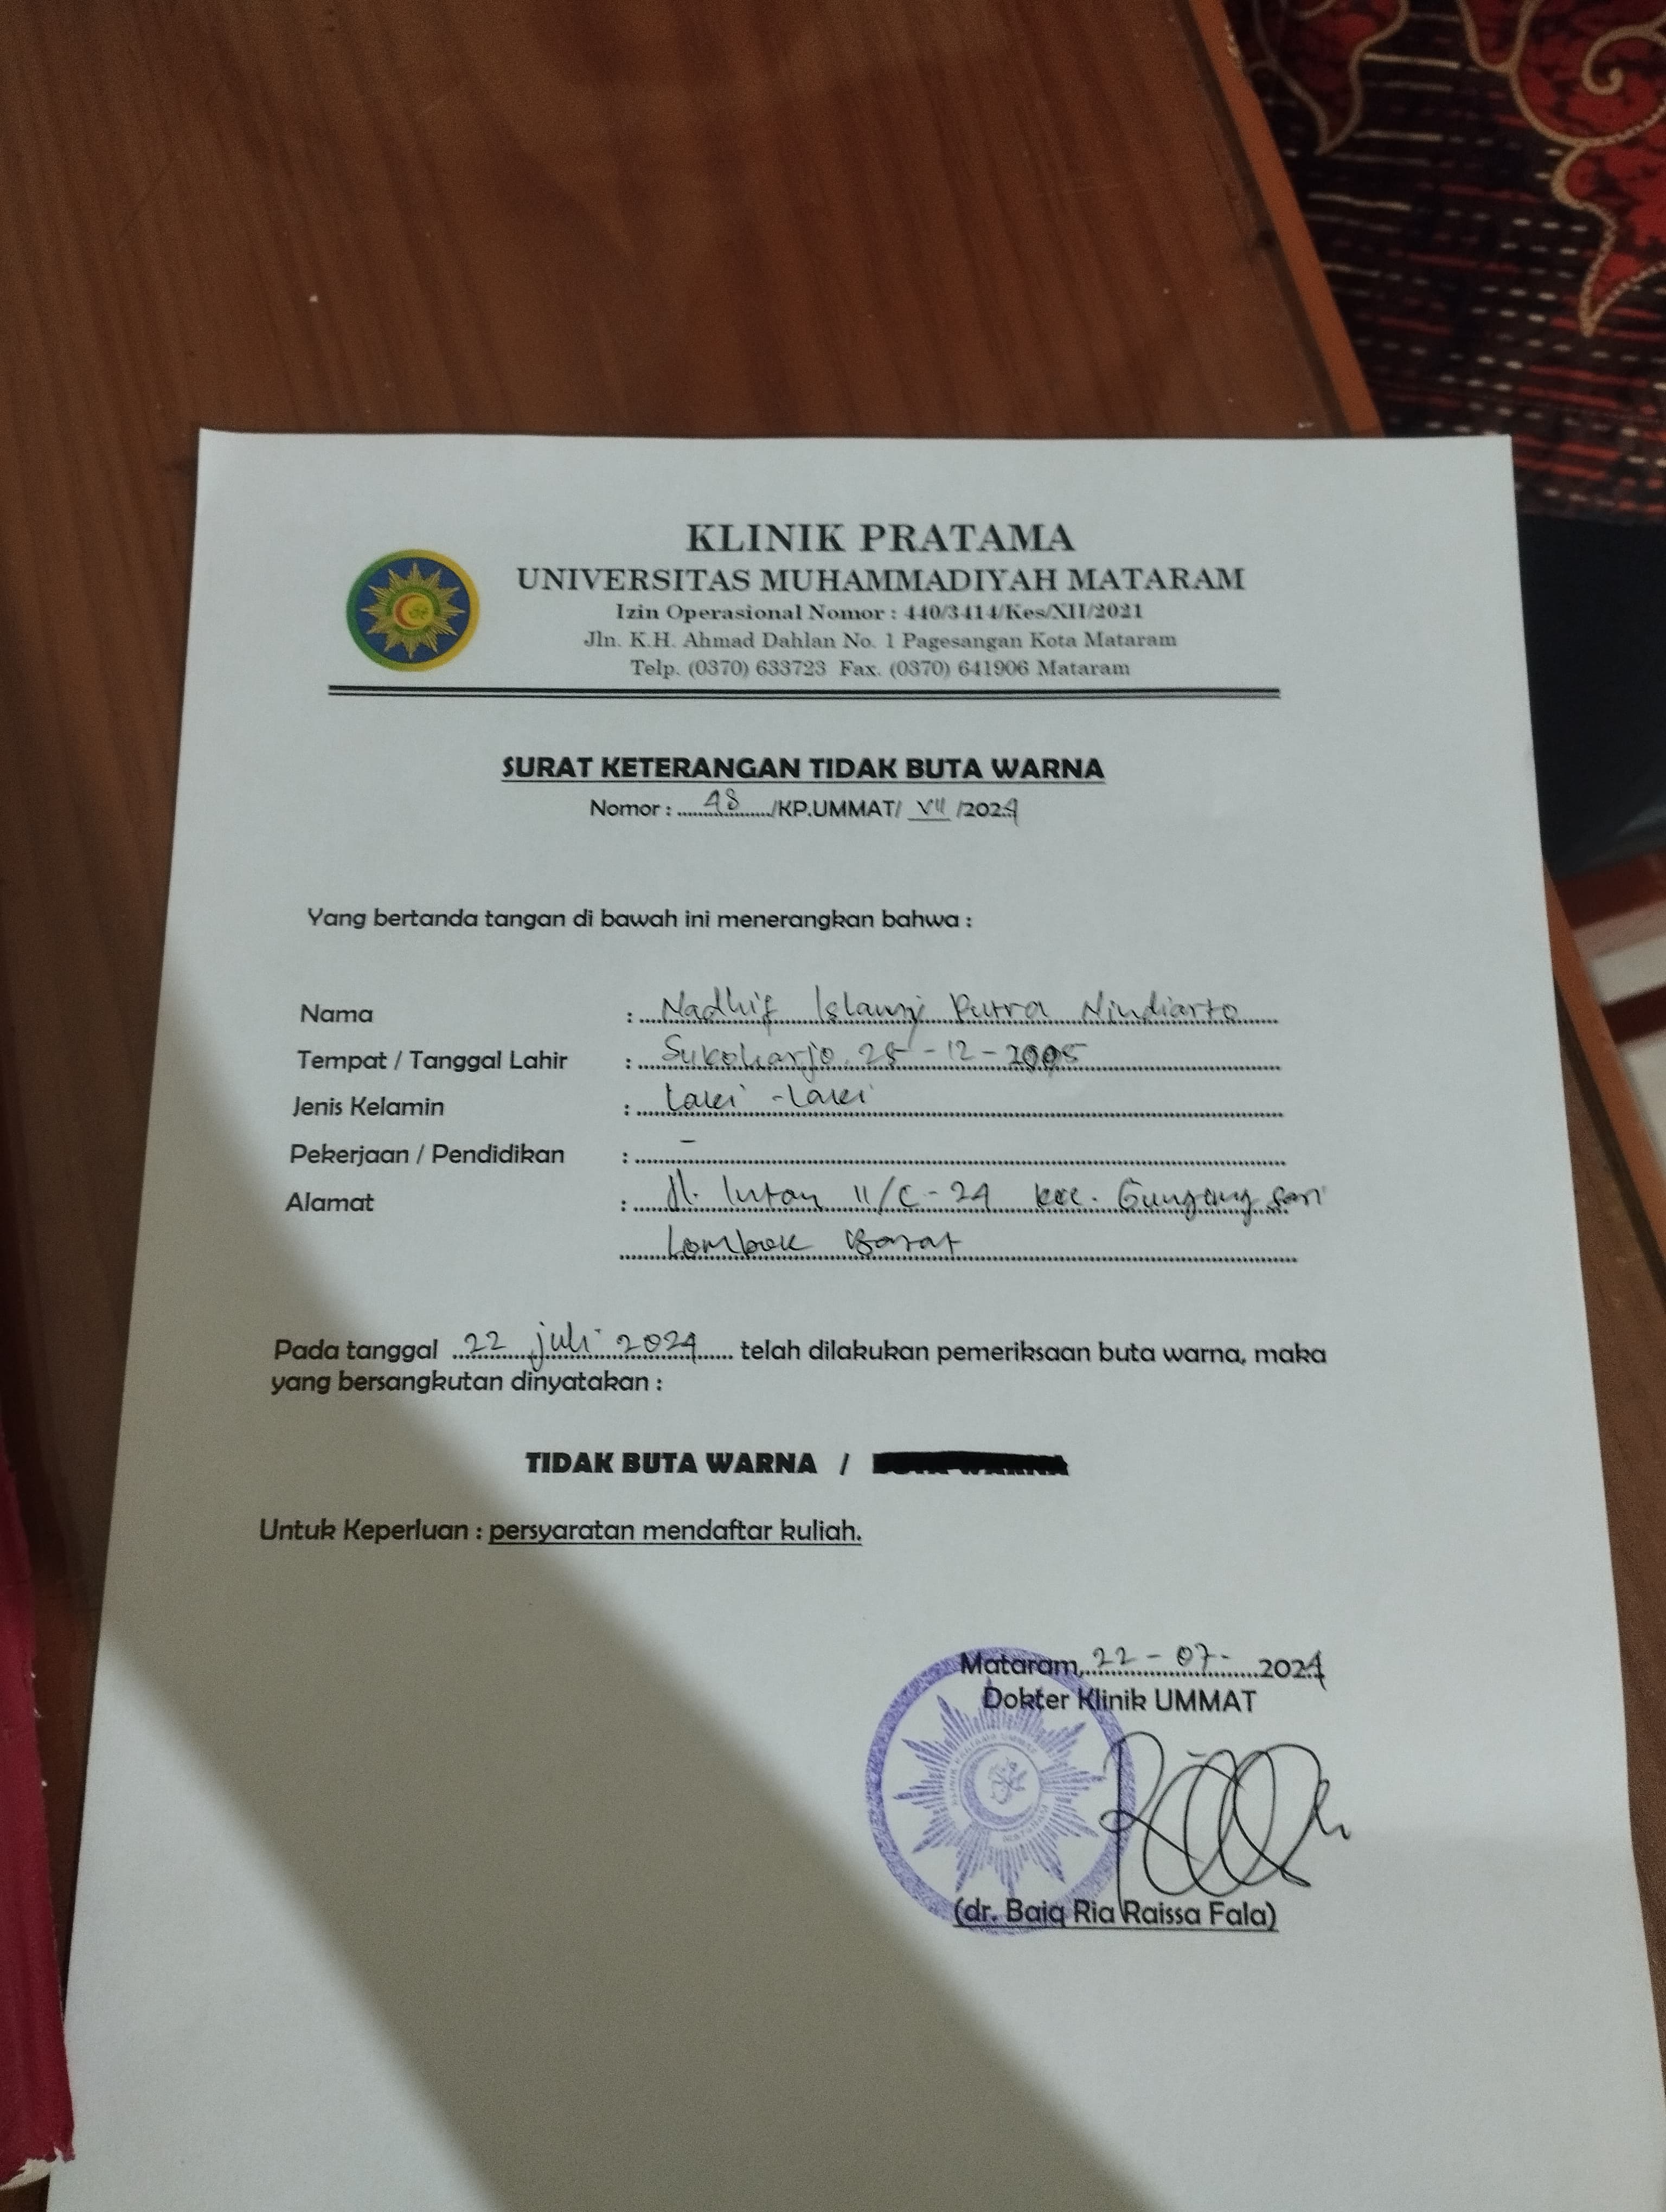 KLINIK PRATAMA
UNIVERSITAS MUHAMMADIYAH MATARAM
Izin Operasional Nomor : 440/3414/Kes/XII/2021
Jln. K.H. Ahmad Dahlan No. 1 Pagesangan Kota Mataram
Telp. (0370) 633723 Fax. (0370) 641906 Mataram
SURAT KETERANGAN TIDAK BUTA WARNA
Nomor : 48 /KP.UMMAT/ VII /2024
Yang bertanda tangan di bawah ini menerangkan bahwa :
Nama : Nadhif Islamy Putra Nindiarto
Tempat / Tanggal Lahir : Sukoharjo, 25-12-2005
Jenis Kelamin : Laki-Laki
Pekerjaan / Pendidikan : -
Alamat : Jl. Intan II/C-24 kec. Gunung sari
Lombok Barat
Pada tanggal 22 juli 2024 telah dilakukan pemeriksaan buta warna, maka
yang bersangkutan dinyatakan :
TIDAK BUTA WARNA /
Untuk Keperluan : persyaratan mendaftar kuliah.
Mataram, 22-07-2024
Dokter Klinik UMMAT
(dr. Baiq Ria Raissa Fala)